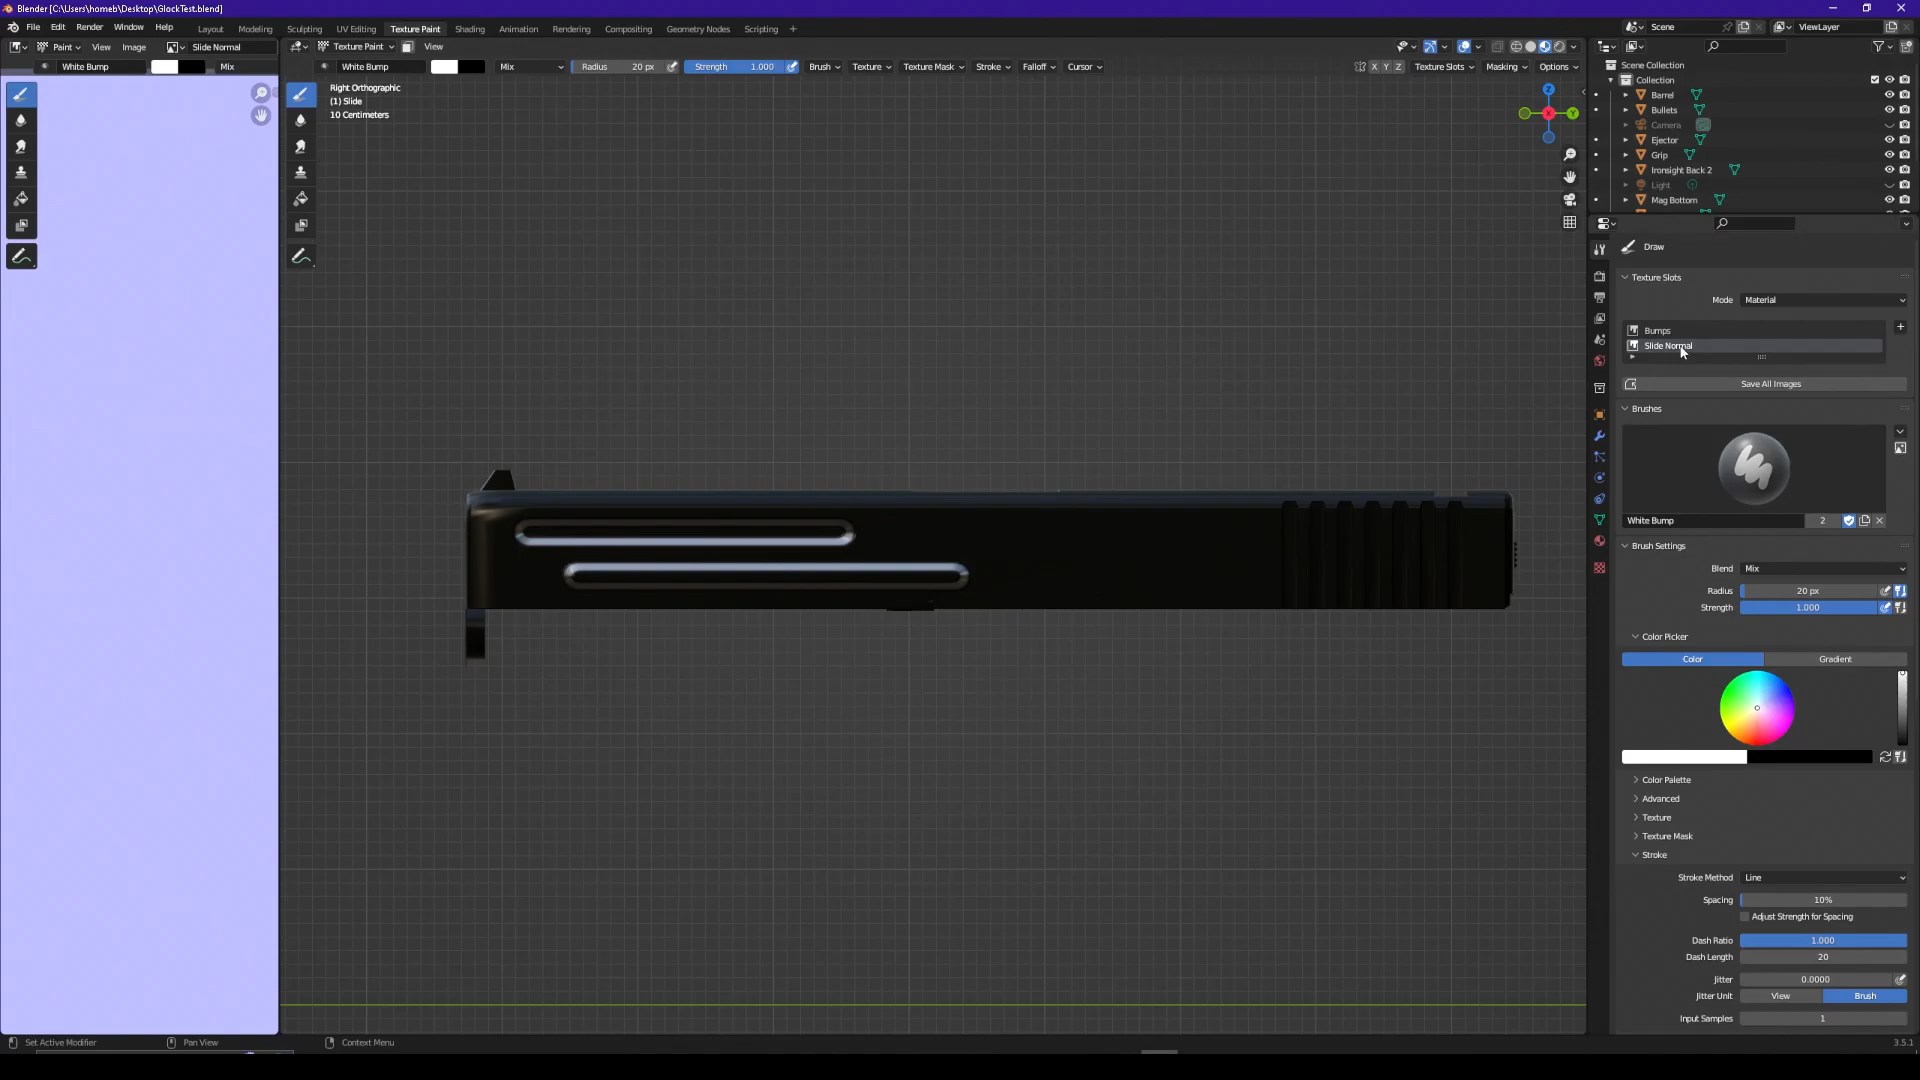 Blender [C:\Users\homeb\Desktop\GlockTest.blend]
File Edit Render Window Help Layout Modeling Sculpting UV Editing Texture Paint Shading Animation Rendering Compositing Geometry Nodes Scripting + Scene ViewLayer
Paint View Image Slide Normal Texture Paint View
White Bump Mix White Bump Mix Radius 20 px Strength 1.000 Brush Texture Texture Mask Stroke Falloff Cursor X Y Z Texture Slots Masking Options
Right Orthographic
(1) Slide
10 Centimeters
Z
X
Y
Scene Collection
Collection
Barrel
Bullets
Camera
Ejector
Grip
Ironsight Back 2
Light
Mag Bottom
Draw
Texture Slots
Mode Material
Bumps
Slide Normal
Save All Images
Brushes
White Bump 2
Brush Settings
Blend Mix
Radius 20 px
Strength 1.000
Color Picker
Color Gradient
Color Palette
Advanced
Texture
Texture Mask
Stroke
Stroke Method Line
Spacing 10%
Adjust Strength for Spacing
Dash Ratio 1.000
Dash Length 20
Jitter 0.0000
Jitter Unit View Brush
Input Samples 1
Set Active Modifier Pan View Context Menu 3.5.1